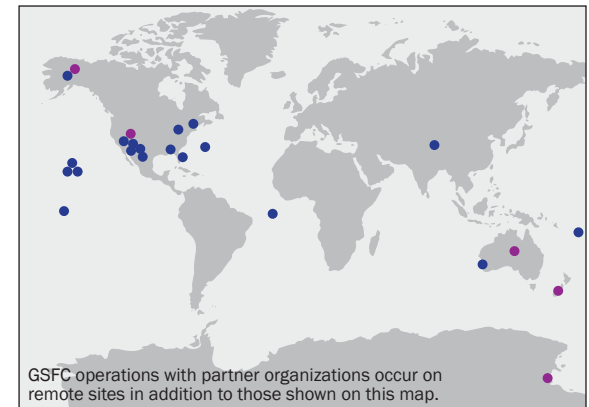 GSFC operations with partner organizations occur on
remote sites in addition to those shown on this map.